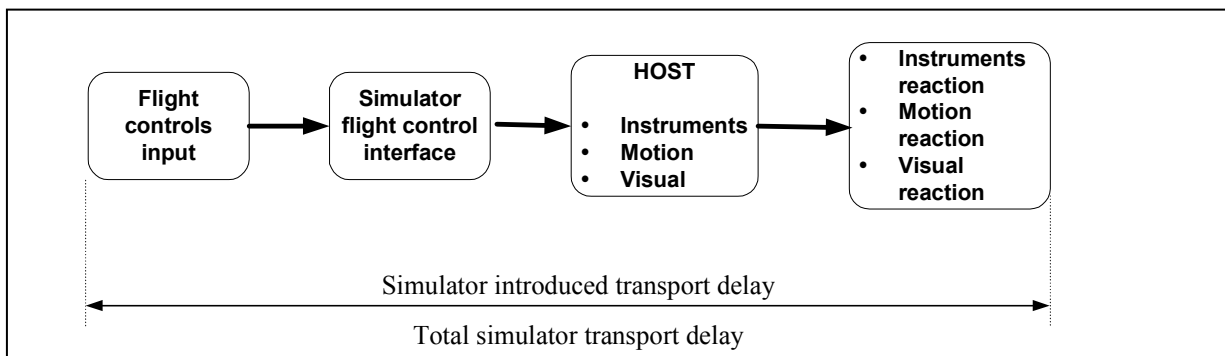 Flight
controls
input
Simulator
flight control
interface
HOST
• Instruments
• Motion
• Visual
• Instruments
reaction
• Motion
reaction
• Visual
reaction
Simulator introduced transport delay
Total simulator transport delay